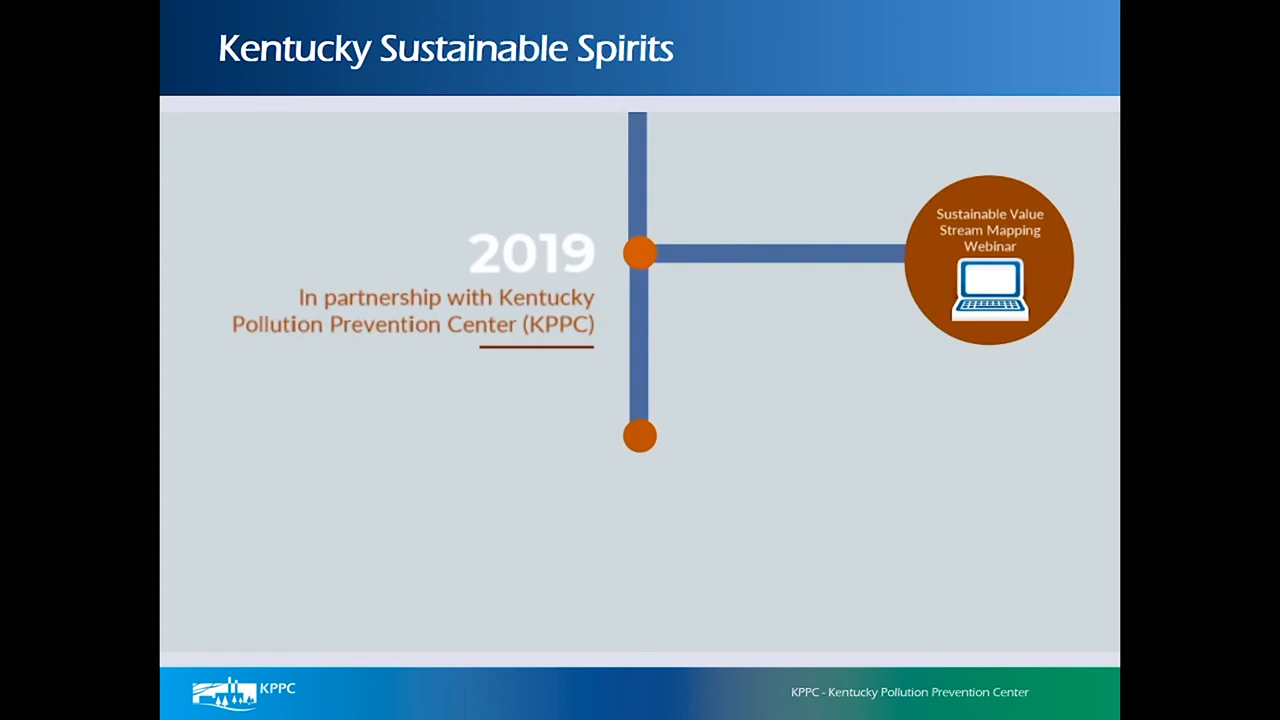 Kentucky Sustainable Spirits
2019
In partnership with Kentucky
Pollution Prevention Center (KPPC)
Sustainable Value
Stream Mapping
Webinar
KPPC
KPPC - Kentucky Pollution Prevention Center